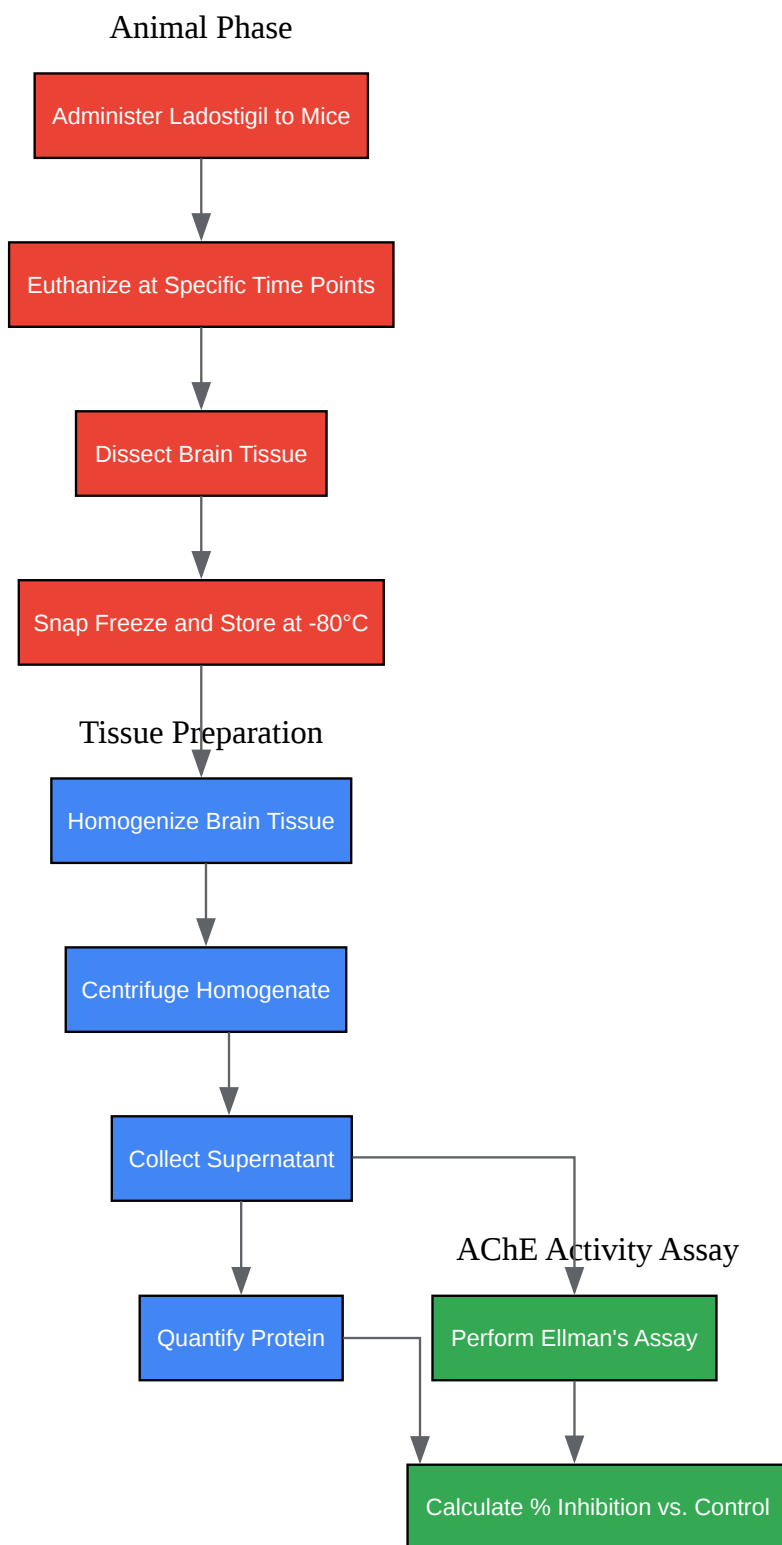 Animal Phase
Administer Ladostigil to Mice
Euthanize at Specific Time Points
Dissect Brain Tissue
Snap Freeze and Store at -80°C
Tissue Preparation
Homogenize Brain Tissue
Centrifuge Homogenate
Collect Supernatant
AChE Activity Assay
Quantify Protein
Perform Ellman's Assay
Calculate % Inhibition vs. Control